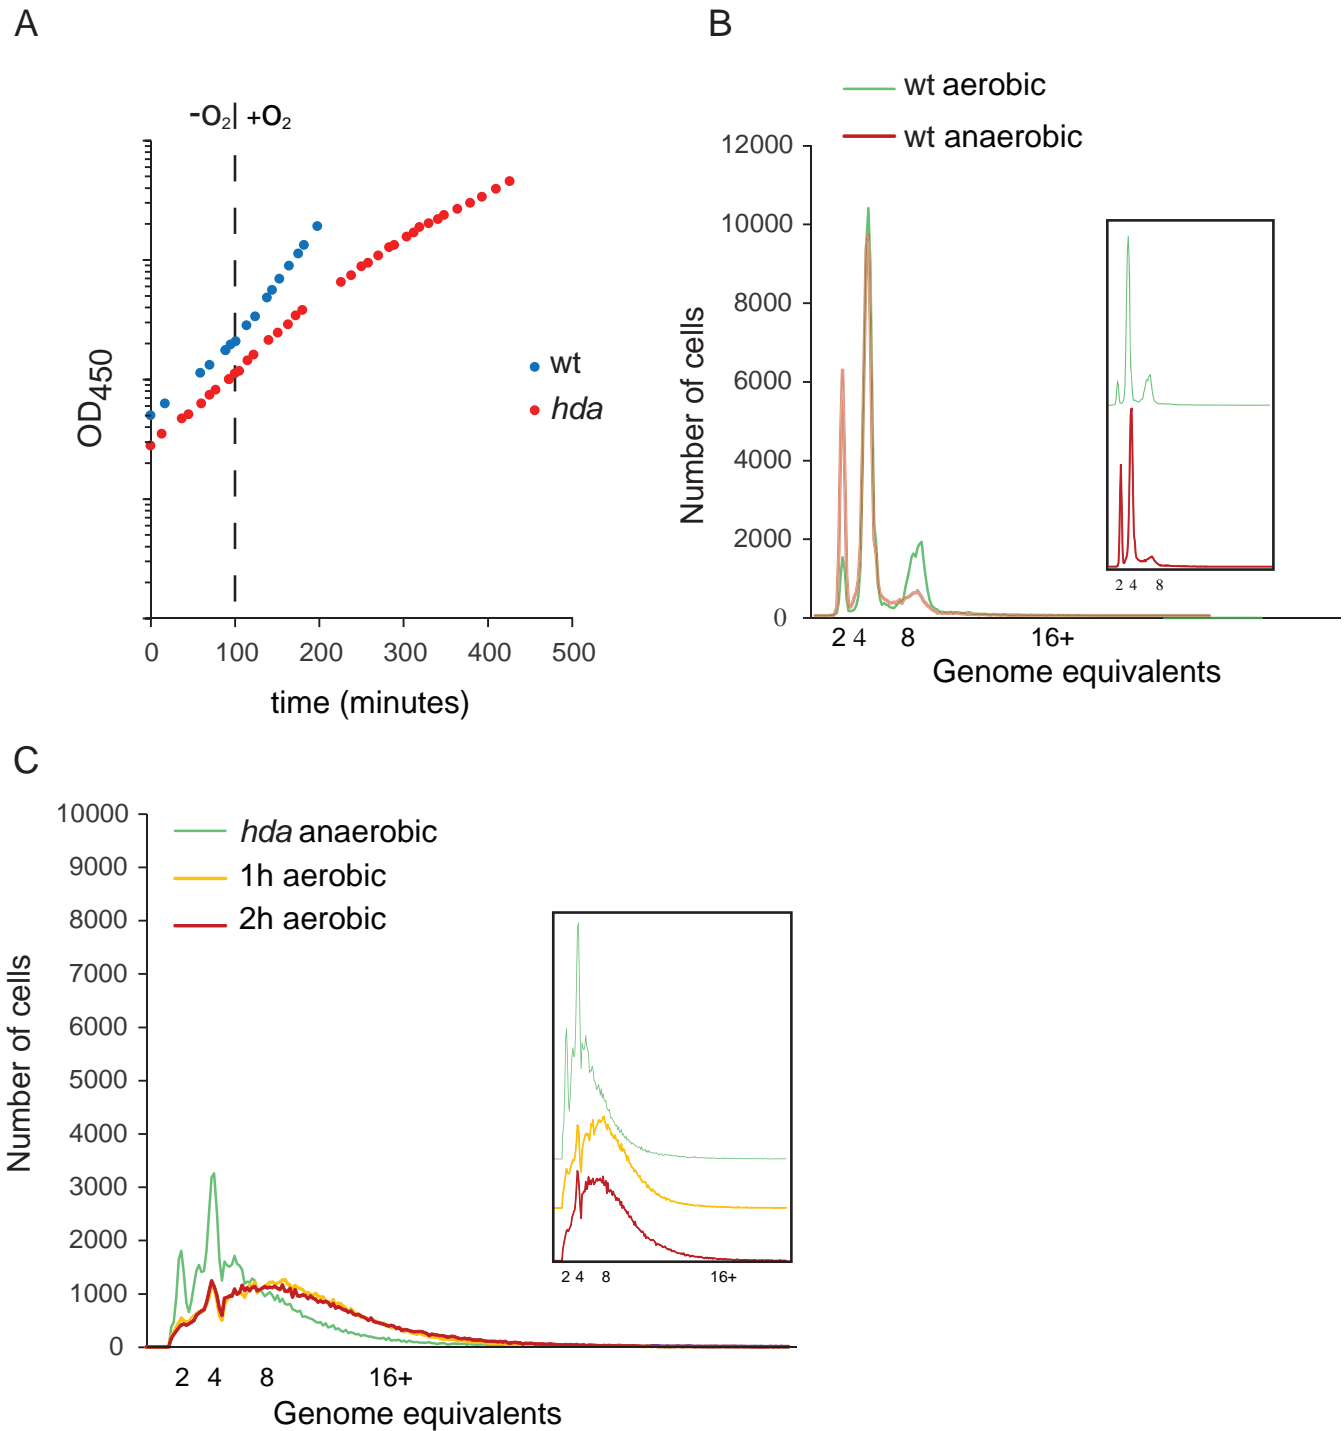 A
-O2| +O2
OD450
wt
hda
0 100 200 300 400 500
time (minutes)
B
wt aerobic
wt anaerobic
12000
10000
8000
6000
4000
2000
0
Number of cells
2 4 8
2 4 8 16+
Genome equivalents
C
hda anaerobic
1h aerobic
2h aerobic
10000
9000
8000
7000
6000
5000
4000
3000
2000
1000
0
Number of cells
2 4 8 16+
2 4 8 16+
Genome equivalents